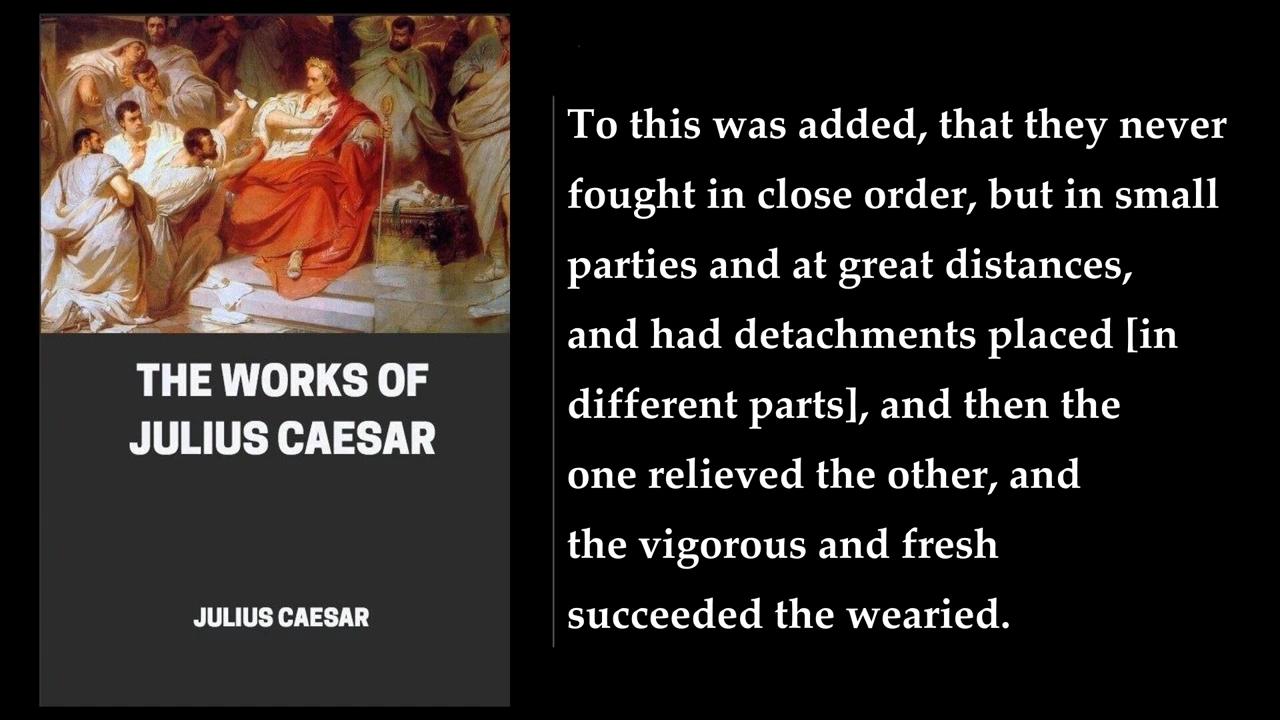 THE WORKS OF
JULIUS CAESAR
JULIUS CAESAR
To this was added, that they never
fought in close order, but in small
parties and at great distances,
and had detachments placed [in
different parts], and then the
one relieved the other, and
the vigorous and fresh
succeeded the wearied.